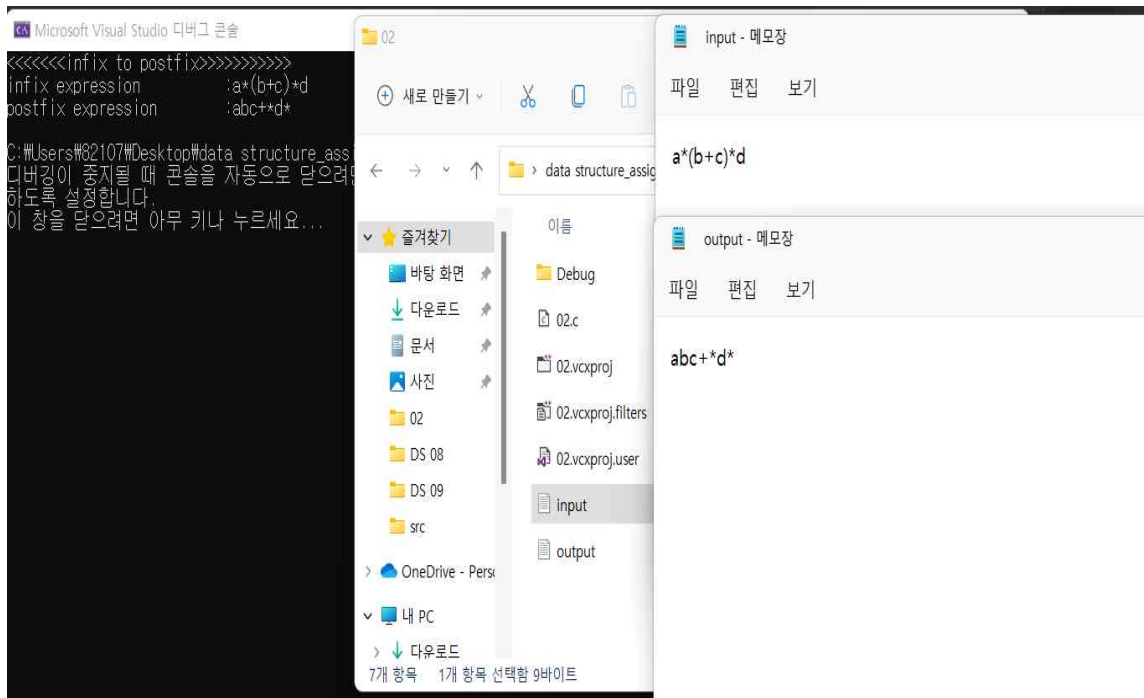 Microsoft Visual Studio 디버그 콘솔
<<<<<<<infix to postfix>>>>>>>>>>>
infix expression :a*(b+c)*d
postfix expression :abc+*d*
C:₩Users₩82107₩Desktop₩data structure_ass
디버깅이 중지될 때 콘솔을 자동으로 닫으려
하도록 설정합니다.
이 창을 닫으려면 아무 키나 누르세요...
02
새로 만들기
data structure_assig
이름
즐겨찾기
바탕 화면
다운로드
문서
사진
02
DS 08
DS 09
src
OneDrive - Perso
내 PC
다운로드
Debug
02.c
02.vcxproj
02.vcxproj.filters
02.vcxproj.user
input
output
7개 항목 1개 항목 선택함 9바이트
input - 메모장
파일 편집 보기
a*(b+c)*d
output - 메모장
파일 편집 보기
abc+*d*